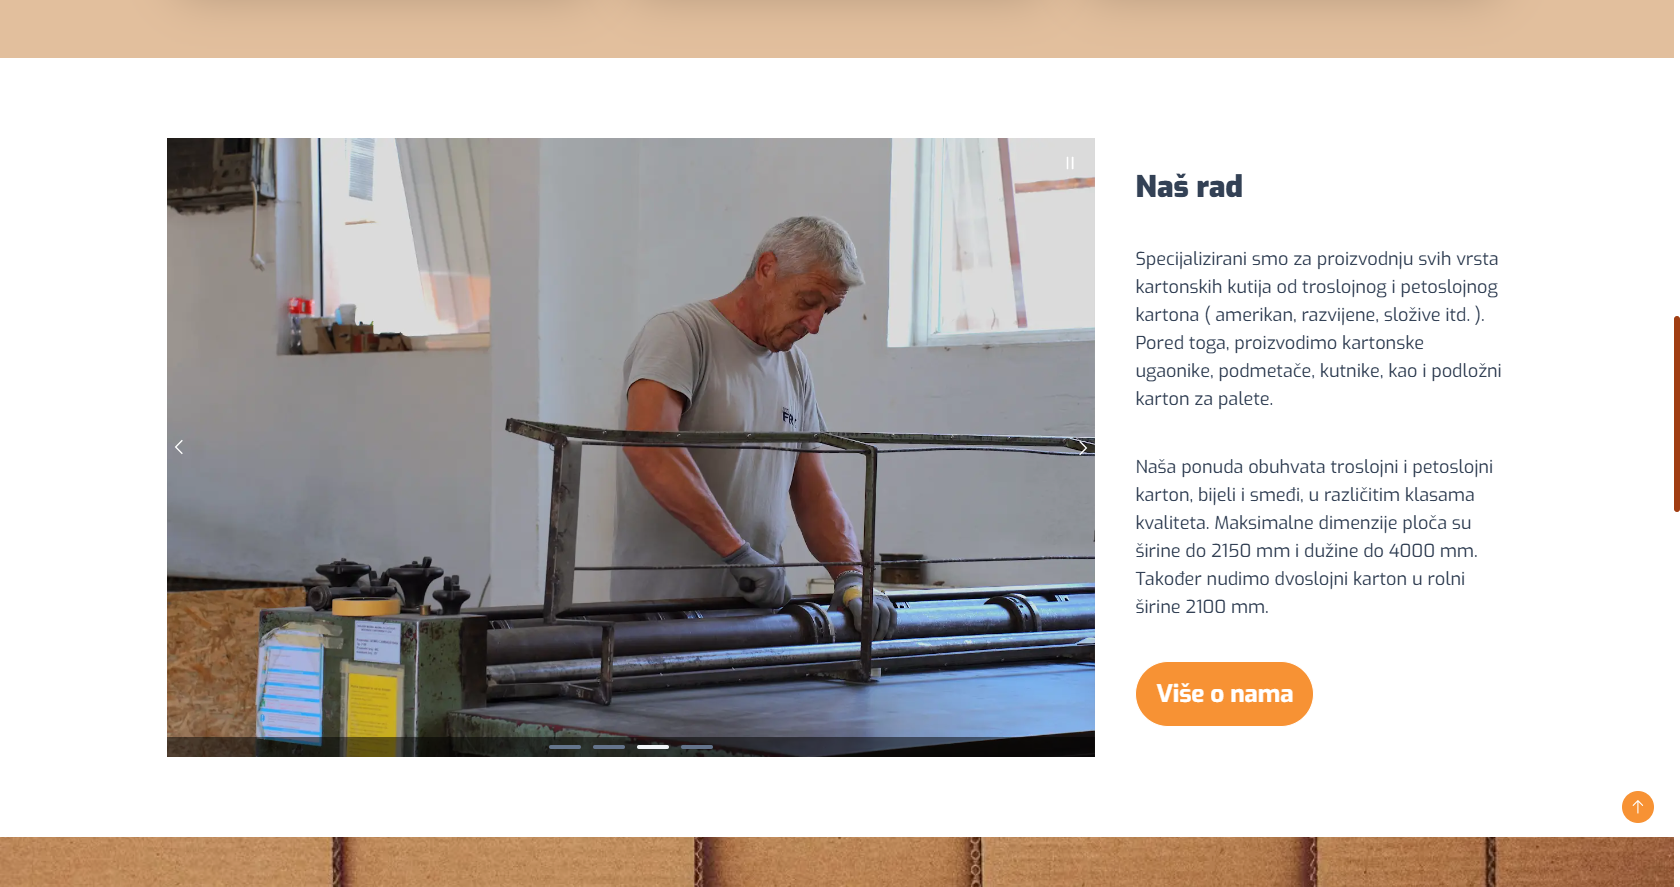 Naš rad
Specijalizirani smo za proizvodnju svih vrsta
kartonskih kutija od troslojnog i petoslojnog
kartona ( amerikan, razvijene, složive itd. ).
Pored toga, proizvodimo kartonske
ugaonike, podmetače, kutnike, kao i podložni
karton za palete.
Naša ponuda obuhvata troslojni i petoslojni
karton, bijeli i smeđi, u različitim klasama
kvaliteta. Maksimalne dimenzije ploča su
širine do 2150 mm i dužine do 4000 mm.
Također nudimo dvoslojni karton u rolni
širine 2100 mm.
Više o nama